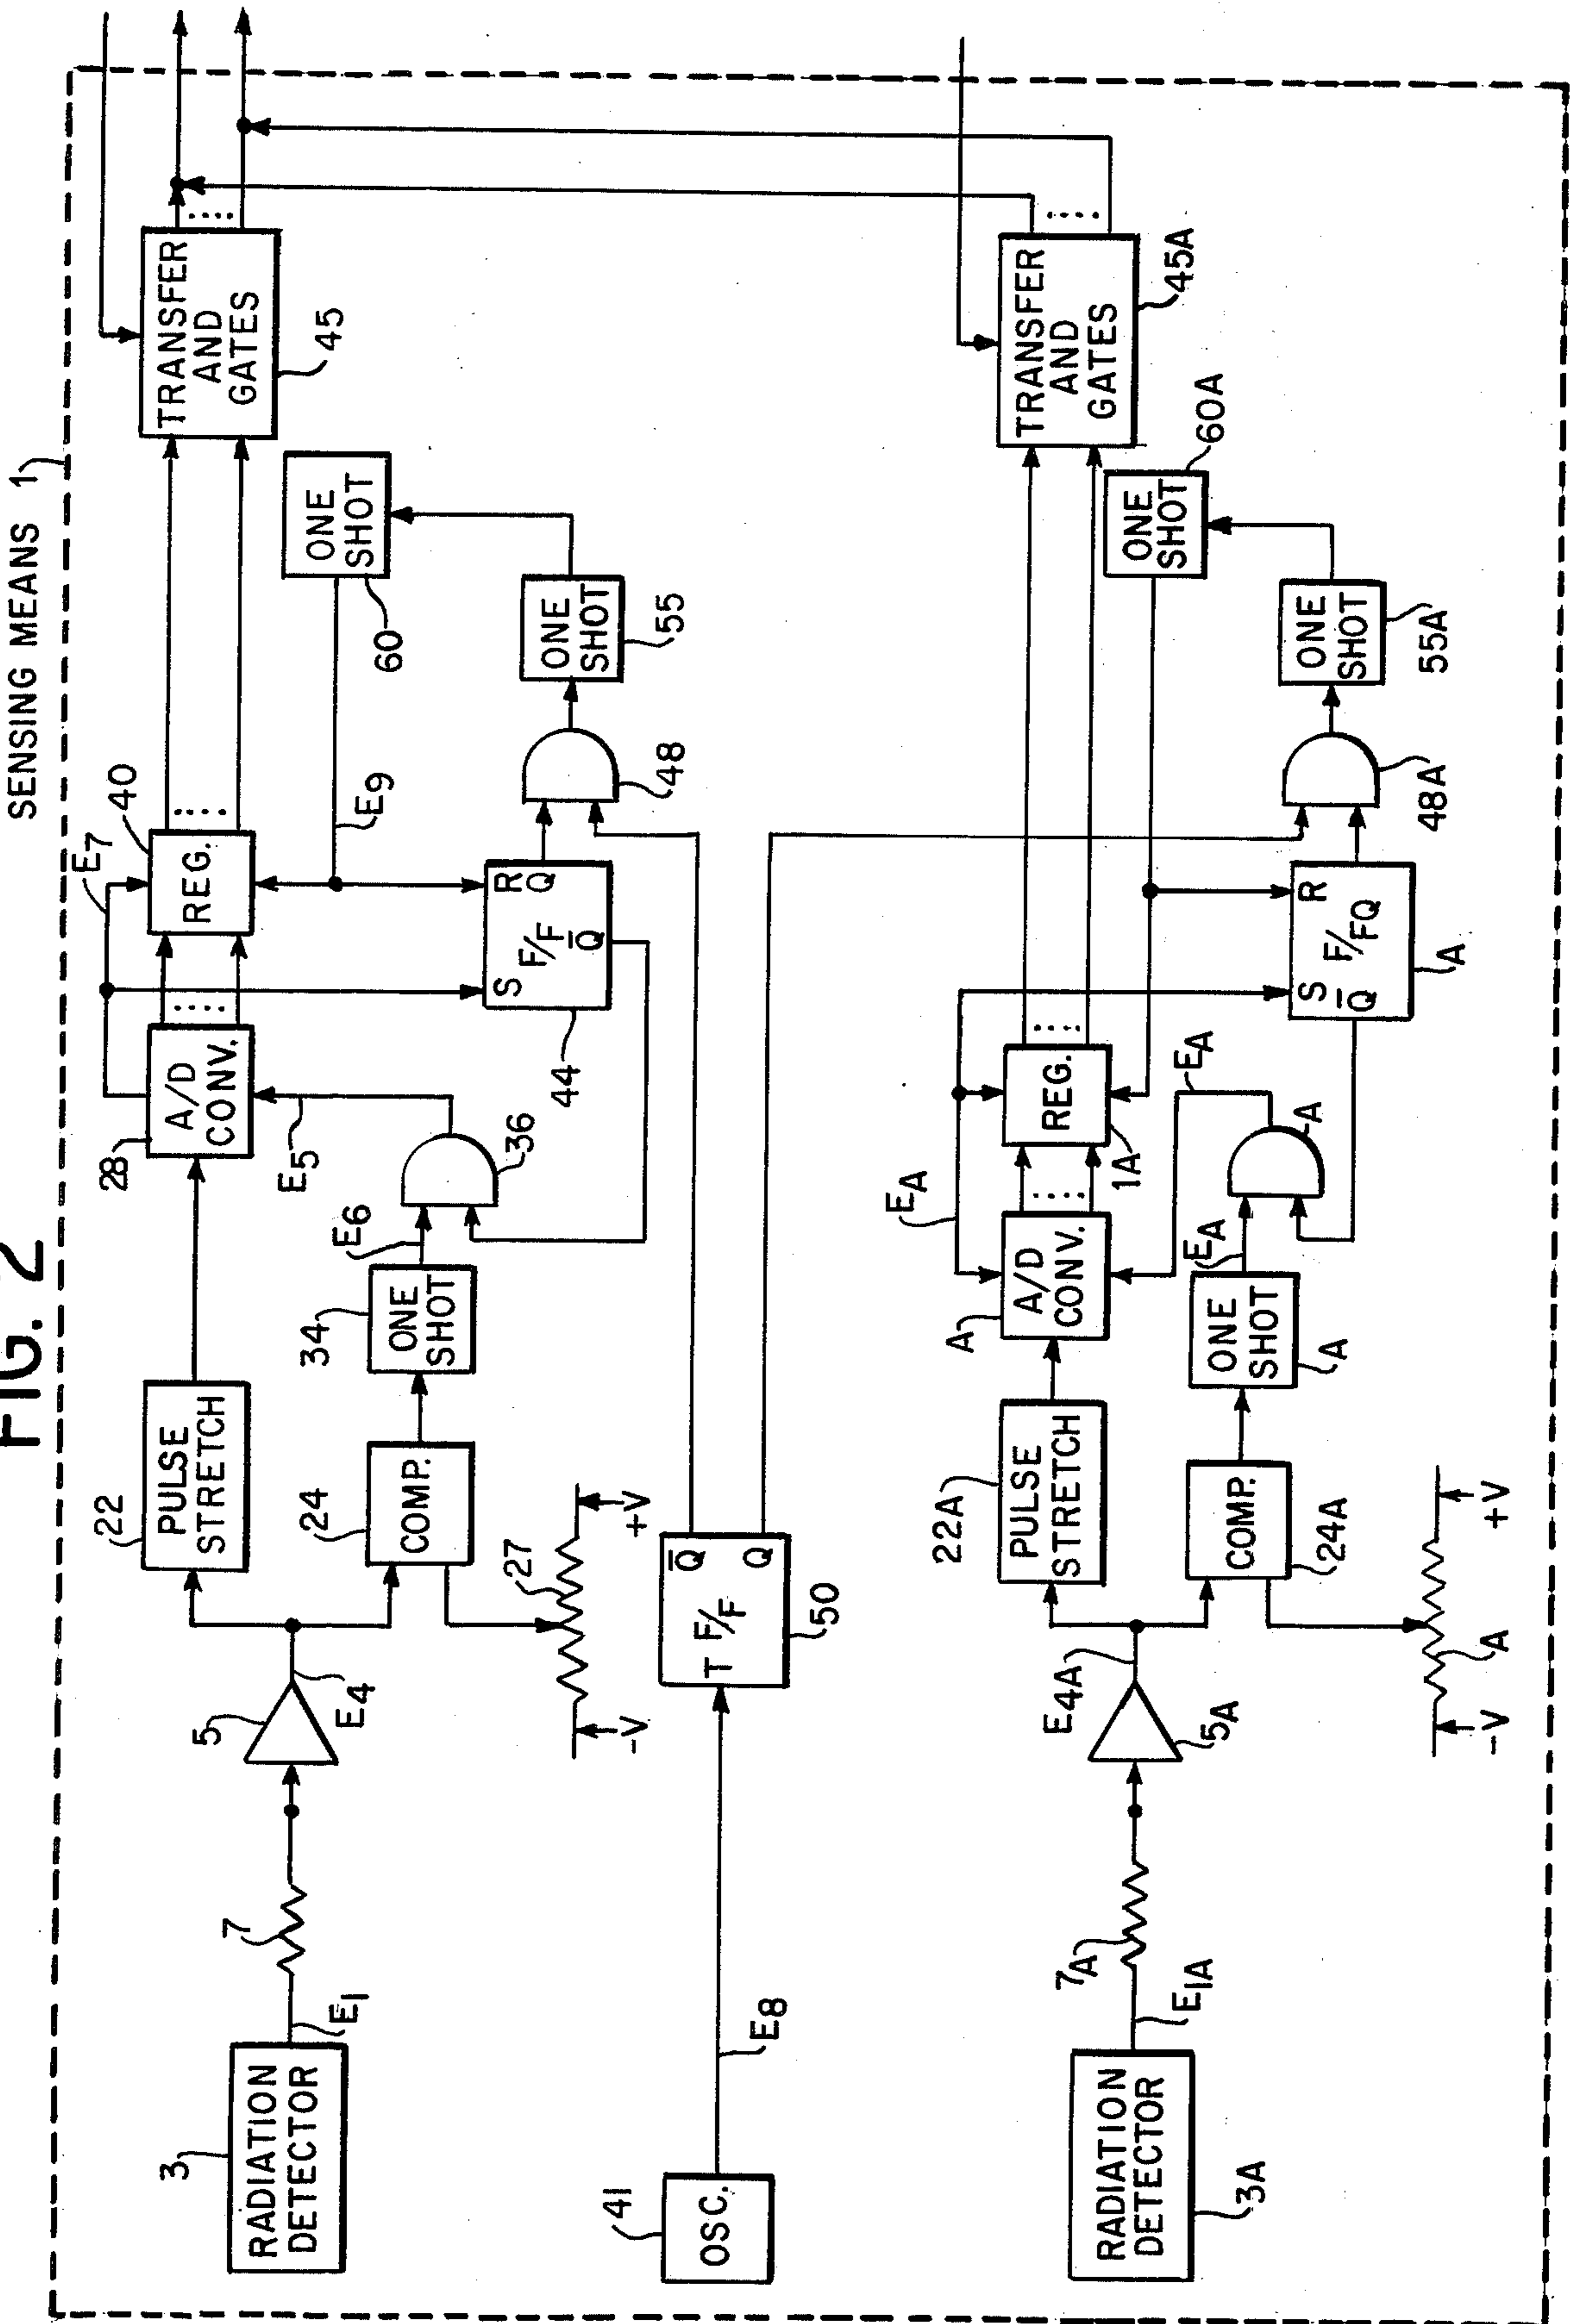 FIG. 2
SENSING MEANS 1
3
RADIATION
DETECTOR
E1
7
5
E4
22
PULSE
STRETCH
24
COMP.
27
-V
+V
34
ONE
SHOT
E6
36
E5
28
A/D
CONV.
E7
40
REG.
44
S
R
F/F
Q
Q̅
E9
60
ONE
SHOT
48
55
ONE
SHOT
TRANSFER
AND
GATES
45
41
OSC.
E8
T F/F
Q̅
Q
50
3A
RADIATION
DETECTOR
E1A
7A
5A
E4A
22A
PULSE
STRETCH
COMP.
24A
A
-V
+V
ONE
SHOT
A
EA
A
EA
A
A/D
CONV.
EA
REG.
1A
S
R
F/F
Q
Q̅
A
48A
ONE
SHOT
55A
ONE
SHOT
60A
TRANSFER
AND
GATES
45A